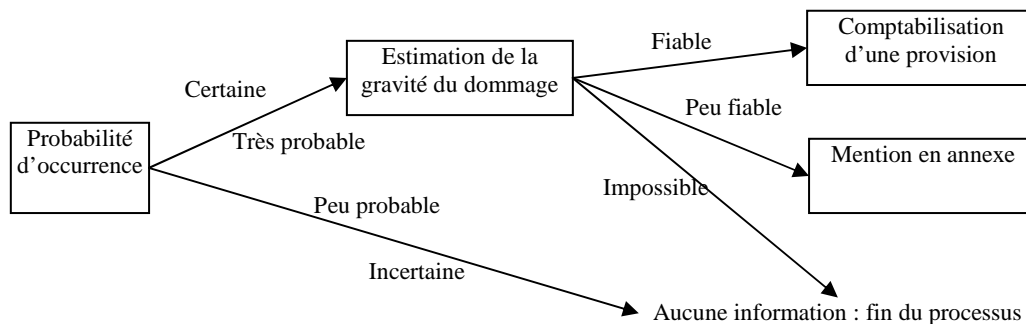 Probabilité
d’occurrence
Certaine
Très probable
Peu probable
Incertaine
Estimation de la
gravité du dommage
Fiable
Peu fiable
Impossible
Comptabilisation
d’une provision
Mention en annexe
Aucune information : fin du processus